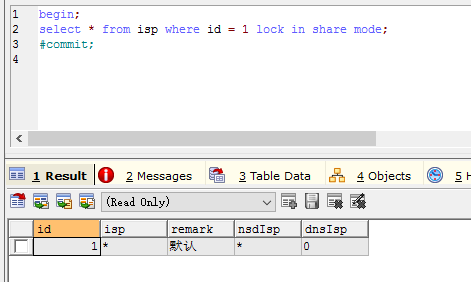 1 begin;
2 select * from isp where id = 1 lock in share mode;
3 #commit;
4
1 Result 2 Messages 3 Table Data 4 Objects 5
(Read Only)
id isp remark nsdIsp dnsIsp
1 * 默认 * 0